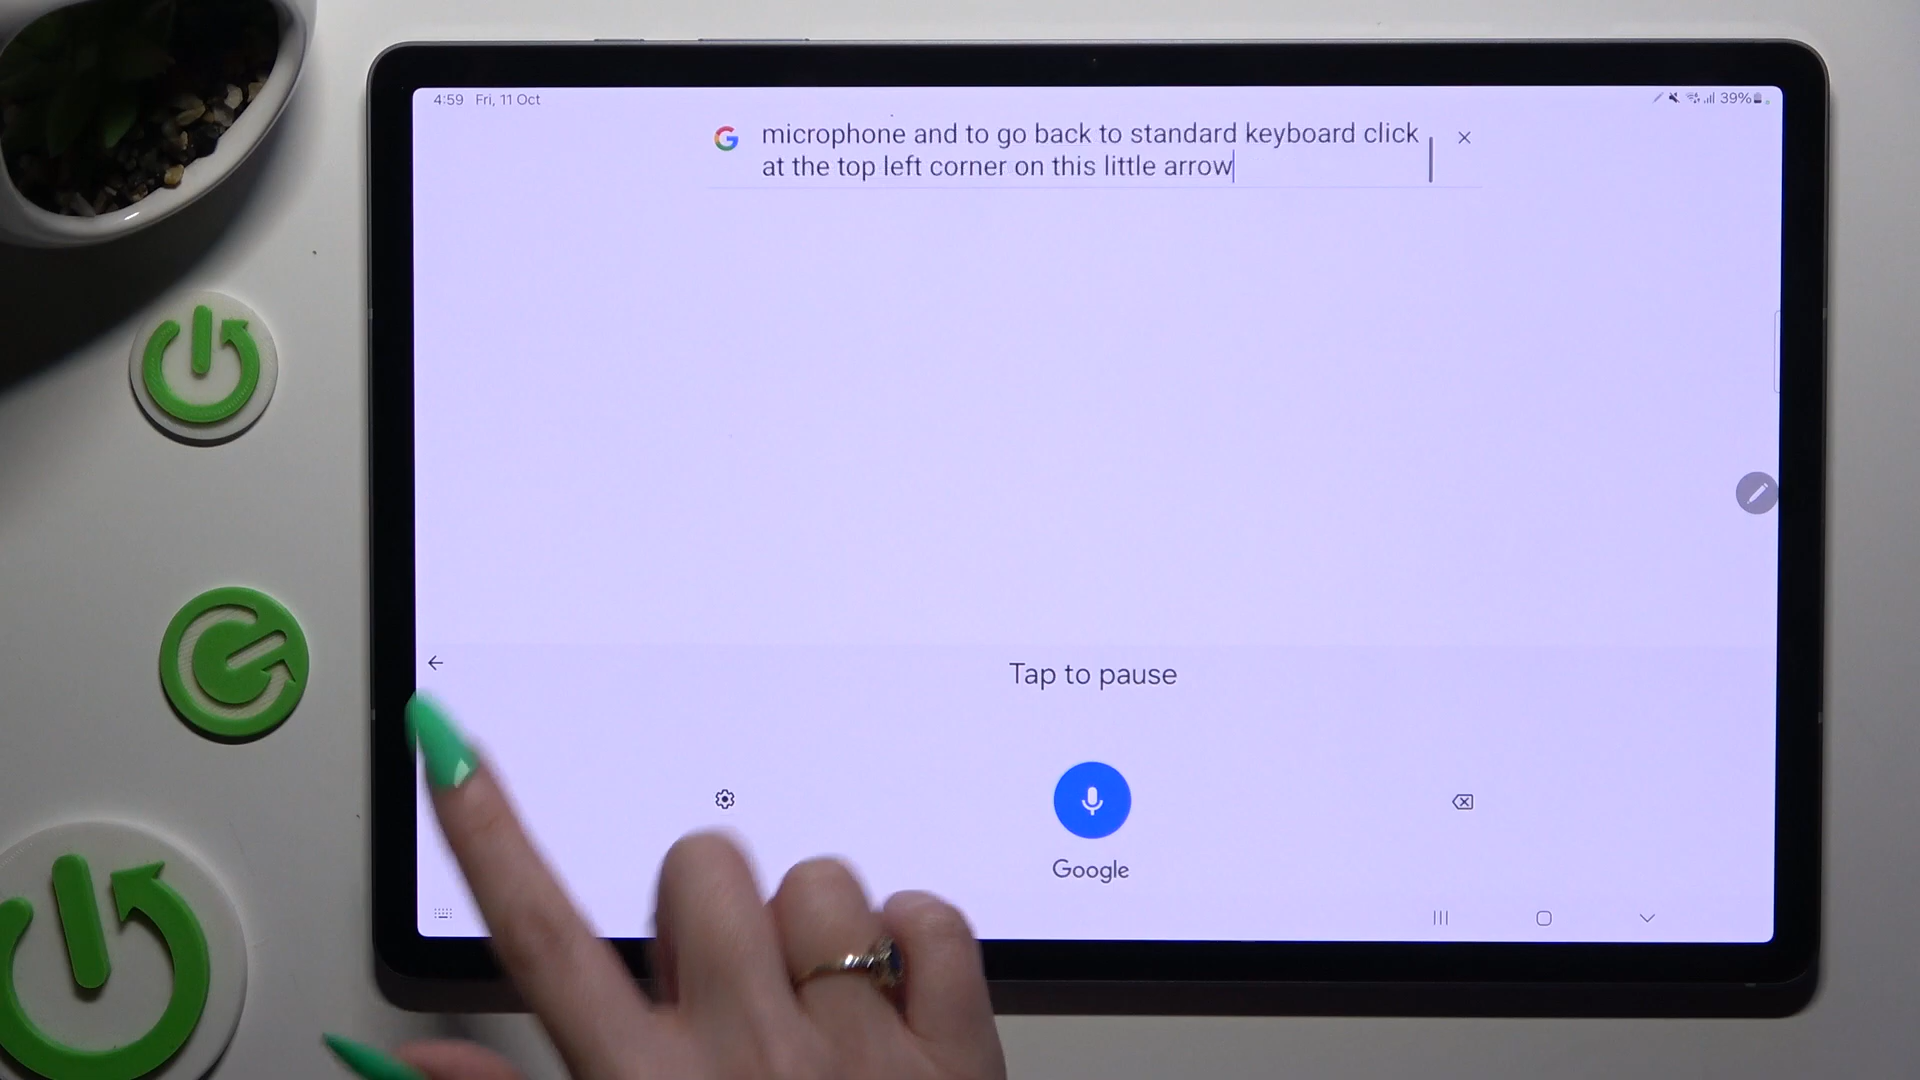 4:59 Fri, 11 Oct
39%
microphone and to go back to standard keyboard click
at the top left corner on this little arrow
Tap to pause
Google